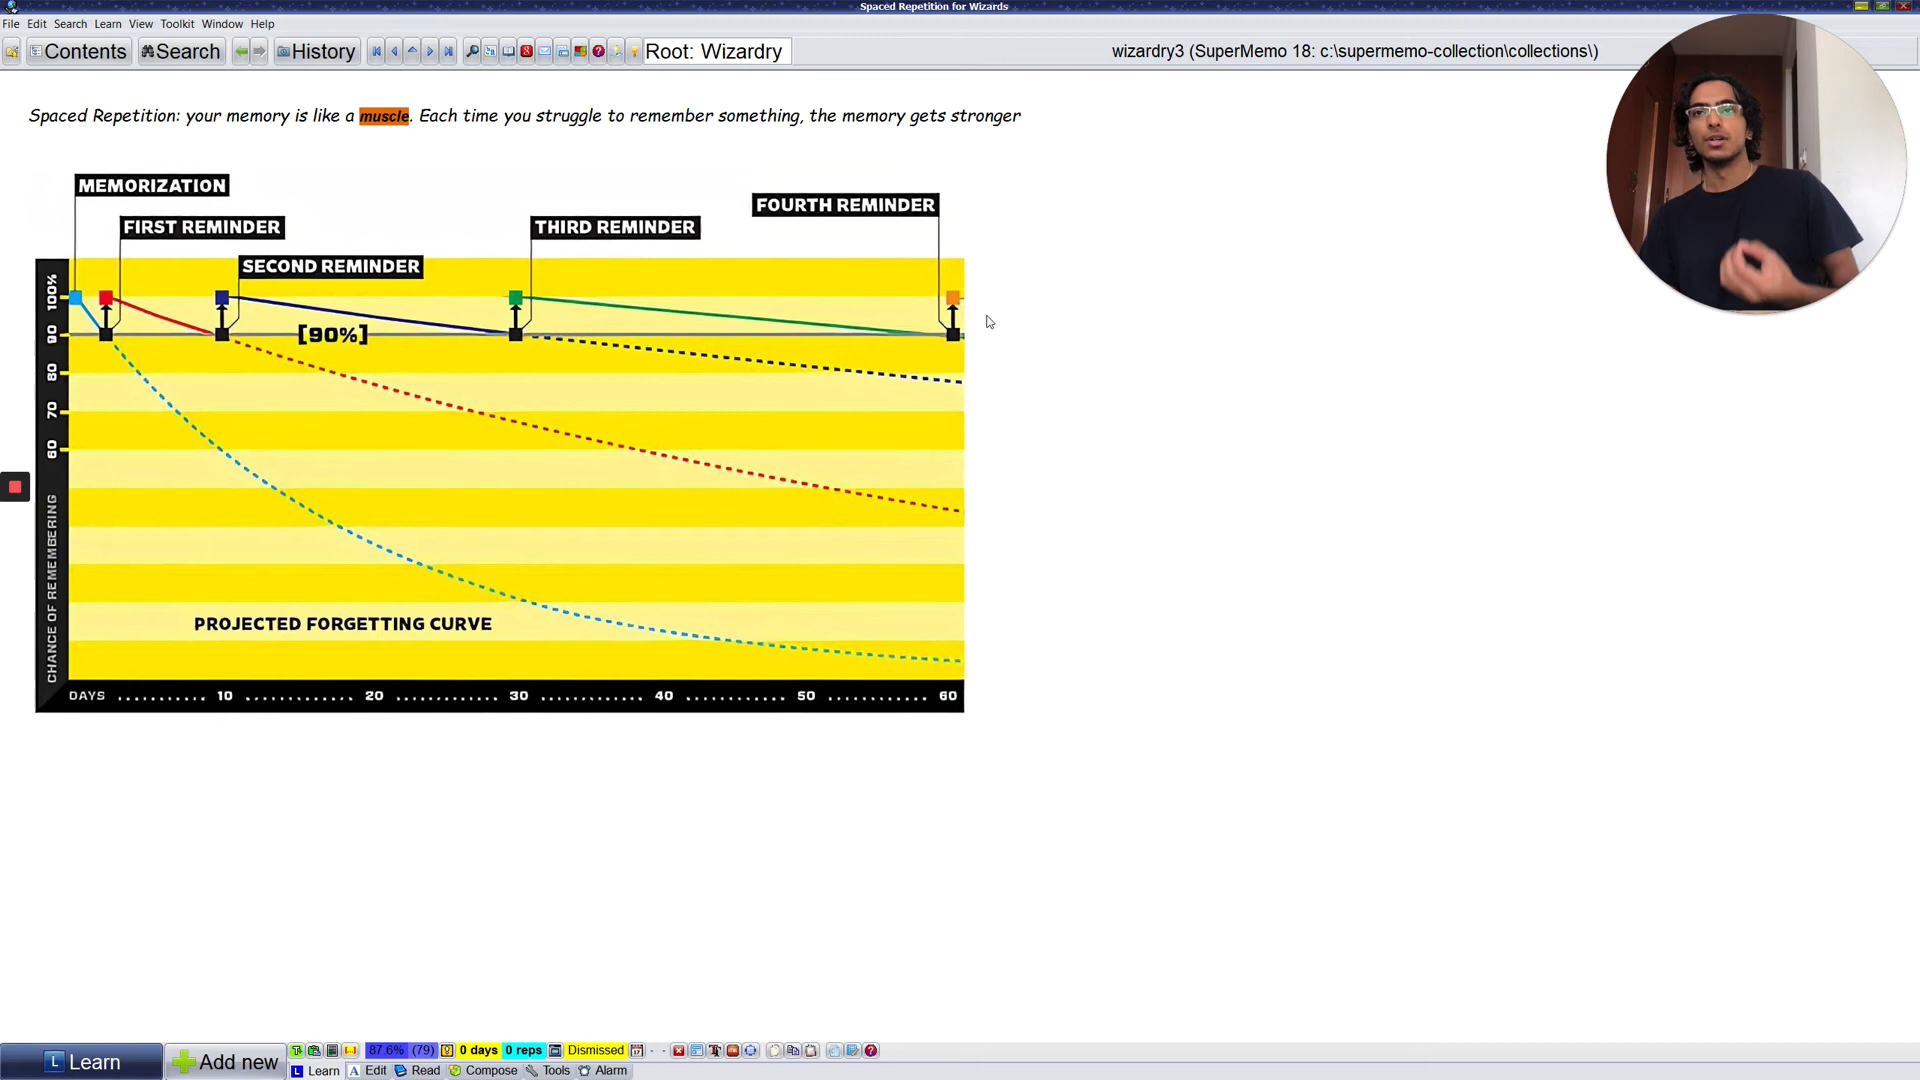 Spaced Repetition for Wizards
File Edit Search Learn View Toolkit Window Help
Contents Search History Root: Wizardry wizardry3 (SuperMemo 18: c:\supermemo-collection\collections\)
Spaced Repetition: your memory is like a muscle. Each time you struggle to remember something, the memory gets stronger
MEMORIZATION
FOURTH REMINDER
FIRST REMINDER
THIRD REMINDER
SECOND REMINDER
100%
90
[90%]
80
70
60
CHANCE OF REMEMBERING
PROJECTED FORGETTING CURVE
DAYS .......... 10 .............. 20 ............. 30 ............. 40 ............. 50 ............. 60
L Learn Add new
87.6% (79) 0 days 0 reps Dismissed
L Learn A Edit Read Compose Tools Alarm